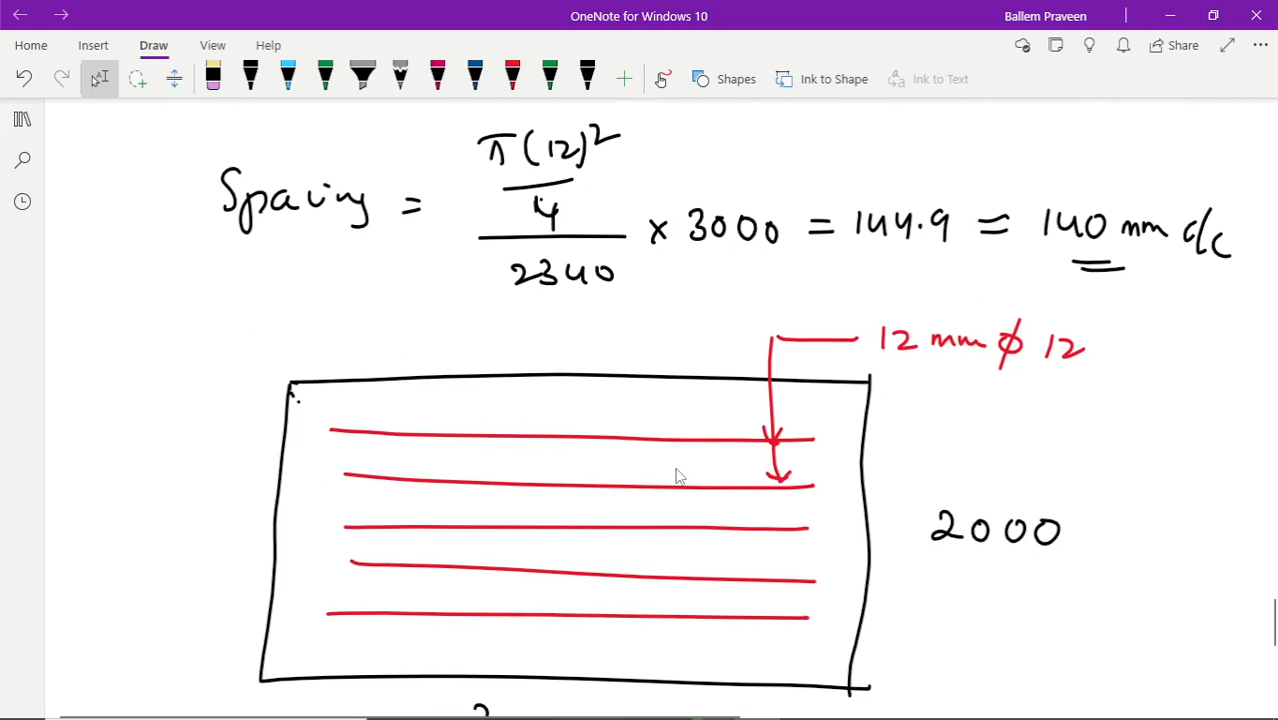 OneNote for Windows 10
Ballem Praveen
Home Insert Draw View Help
Share
Shapes Ink to Shape Ink to Text
Spacing = π(12)²/4 / 2340 × 3000 = 144.9 ≈ 140 mm c/c
12 mm ϕ 12
2000